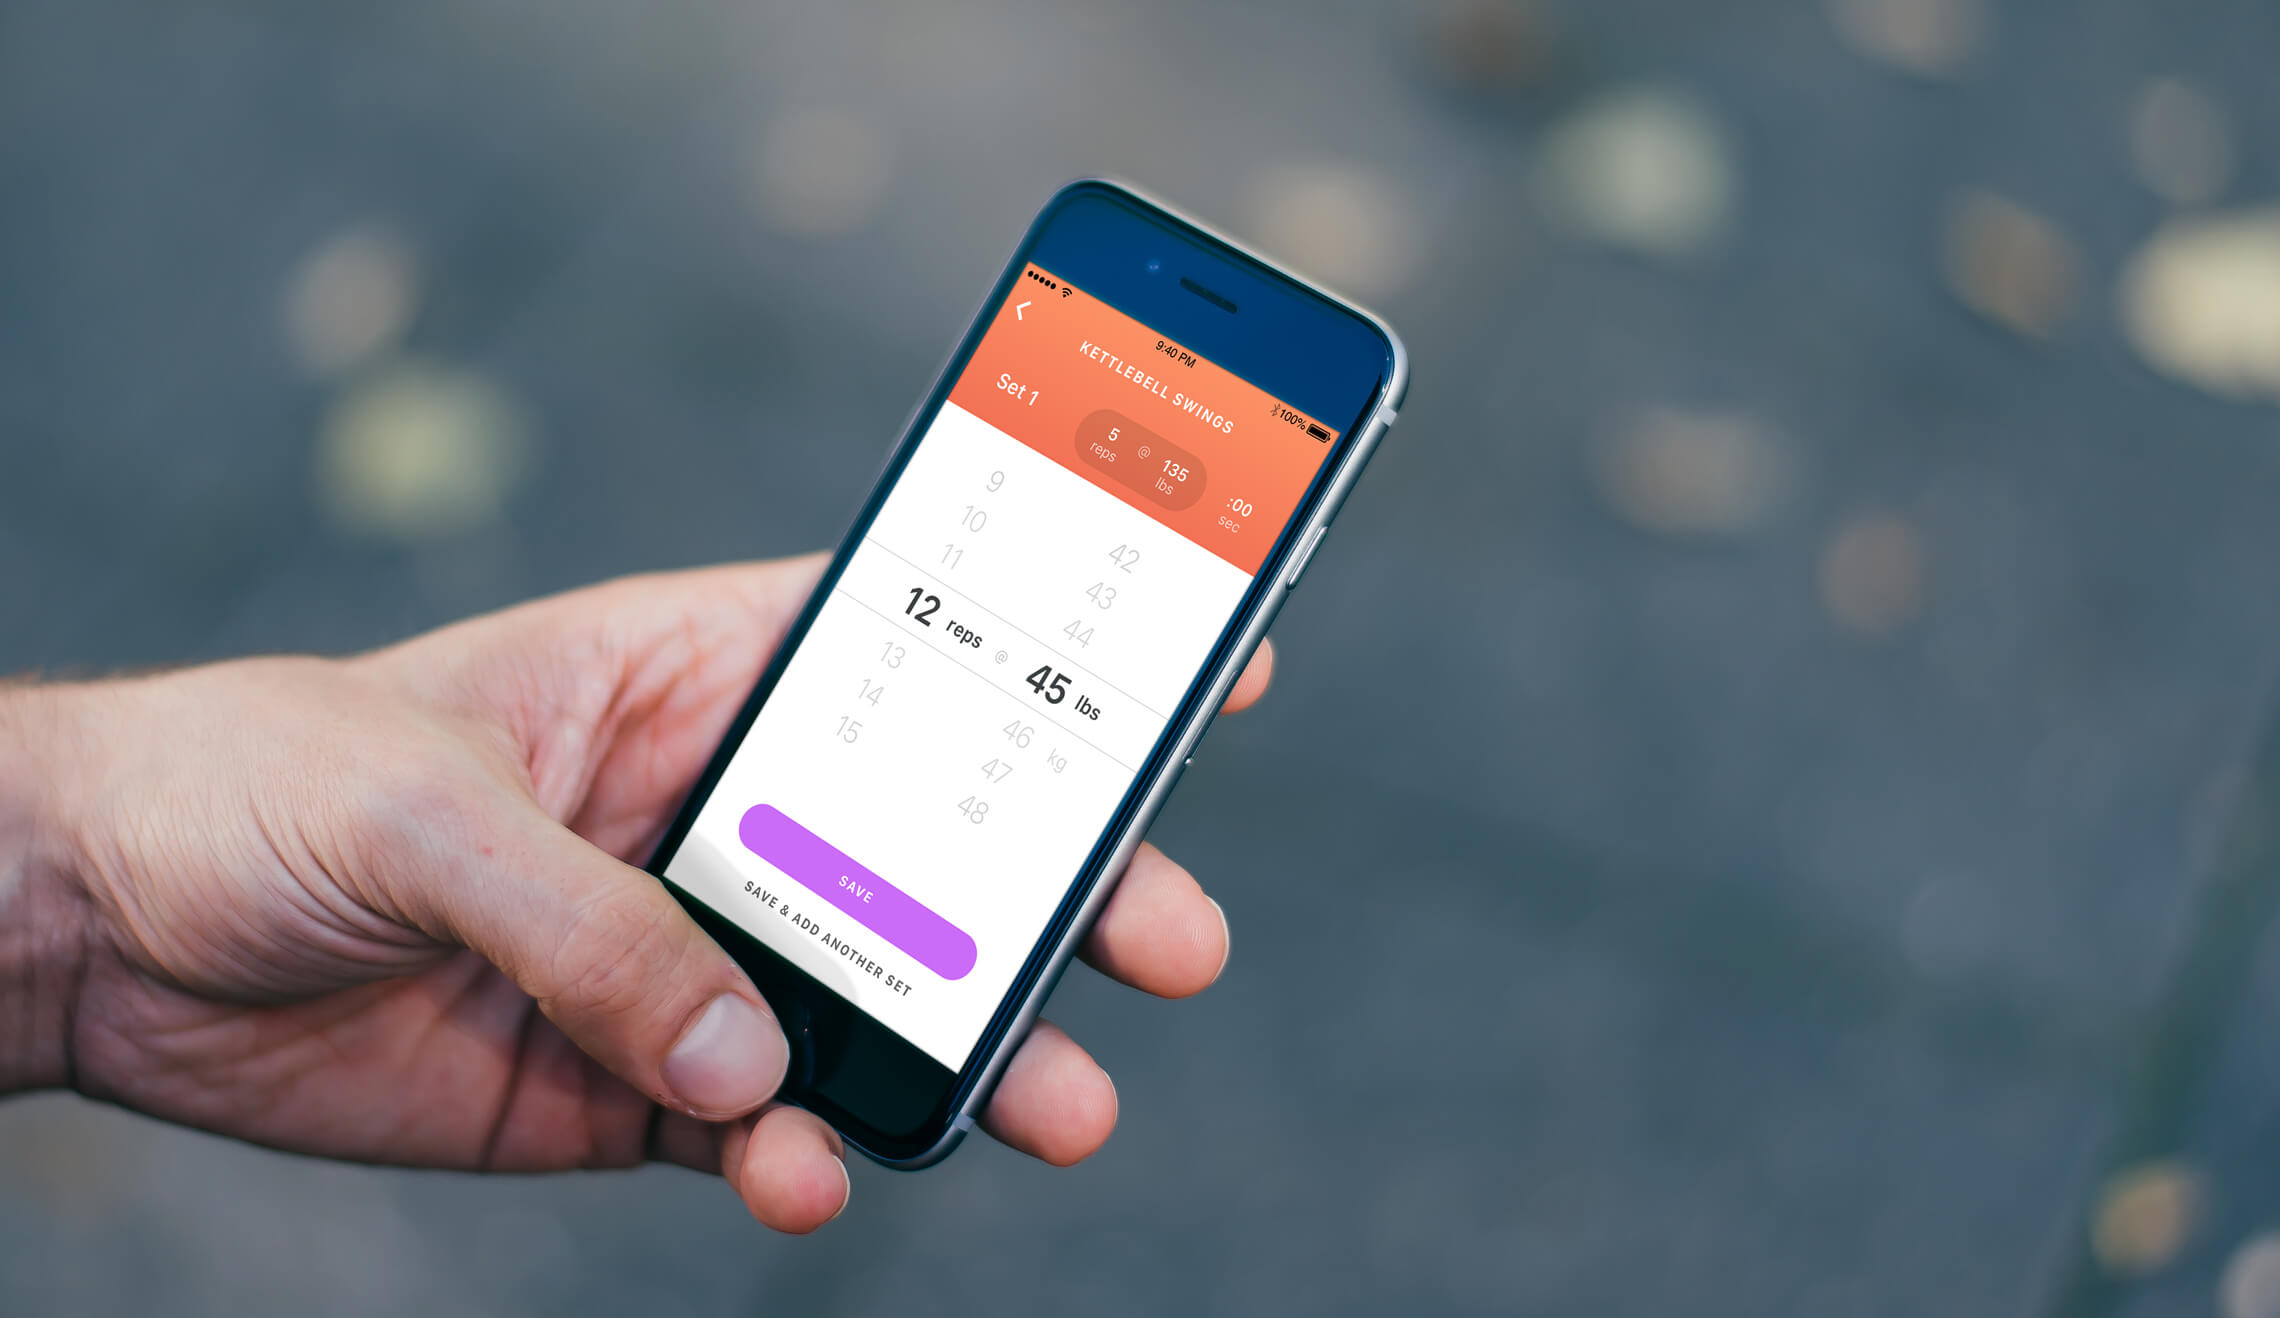 9:40 PM
100%
KETTLEBELL SWINGS
Set 1
5 @ 135 :00
reps lbs sec
9 42
10 43
11 44
12 reps @ 45 lbs
13 46 kg
14 47
15 48
SAVE
SAVE & ADD ANOTHER SET